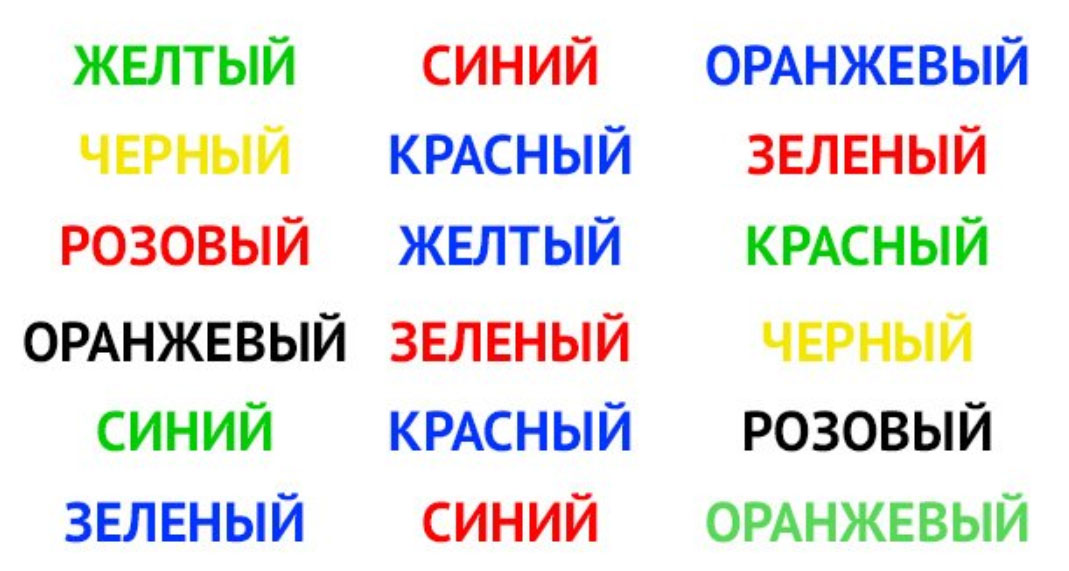 ЖЕЛТЫЙ СИНИЙ ОРАНЖЕВЫЙ
ЧЕРНЫЙ КРАСНЫЙ ЗЕЛЕНЫЙ
РОЗОВЫЙ ЖЕЛТЫЙ КРАСНЫЙ
ОРАНЖЕВЫЙ ЗЕЛЕНЫЙ ЧЕРНЫЙ
СИНИЙ КРАСНЫЙ РОЗОВЫЙ
ЗЕЛЕНЫЙ СИНИЙ ОРАНЖЕВЫЙ